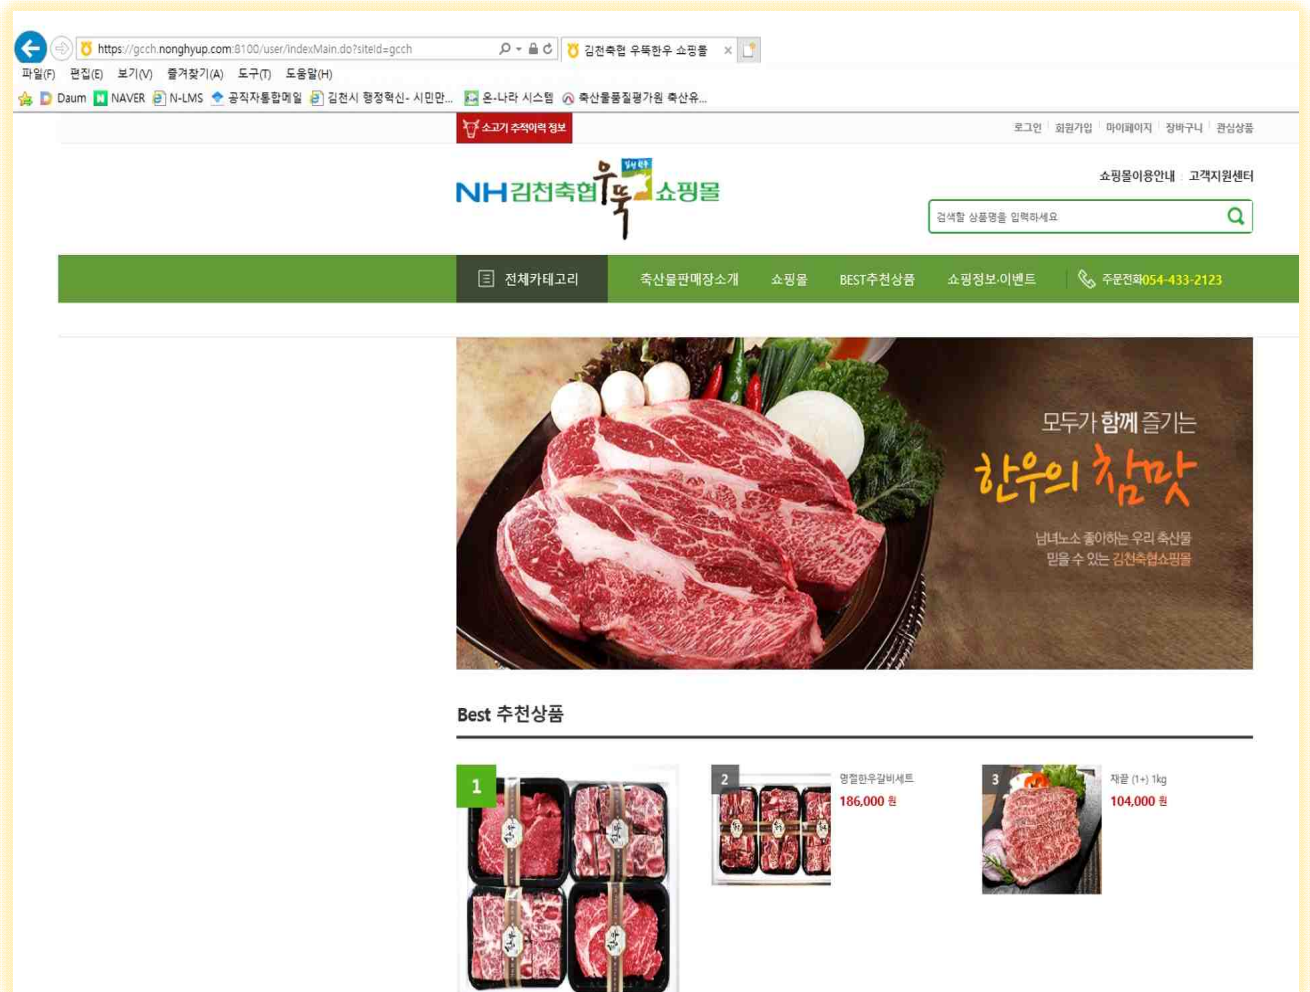 https://gcch.nonghyup.com:8100/user/indexMain.do?siteId=gcch
김천축협 우뚝한우 쇼핑몰
파일(F) 편집(E) 보기(V) 즐겨찾기(A) 도구(T) 도움말(H)
Daum NAVER N-LMS 공직자통합메일 김천시 행정혁신- 시민만... 온-나라 시스템 축산물품질평가원 축산유...
소고기 추적이력 정보
로그인 회원가입 마이페이지 장바구니 관심상품
쇼핑몰이용안내 고객지원센터
NH김천축협 우뚝 쇼핑몰
검색할 상품명을 입력하세요
전체카테고리 축산물판매장소개 쇼핑몰 BEST추천상품 쇼핑정보·이벤트 주문전화054-433-2123
모두가 함께 즐기는
한우의 참맛
남녀노소 좋아하는 우리 축산물
믿을 수 있는 김천축협쇼핑몰
Best 추천상품
1
2
명절한우갈비세트
186,000 원
3
채끝 (1+) 1kg
104,000 원